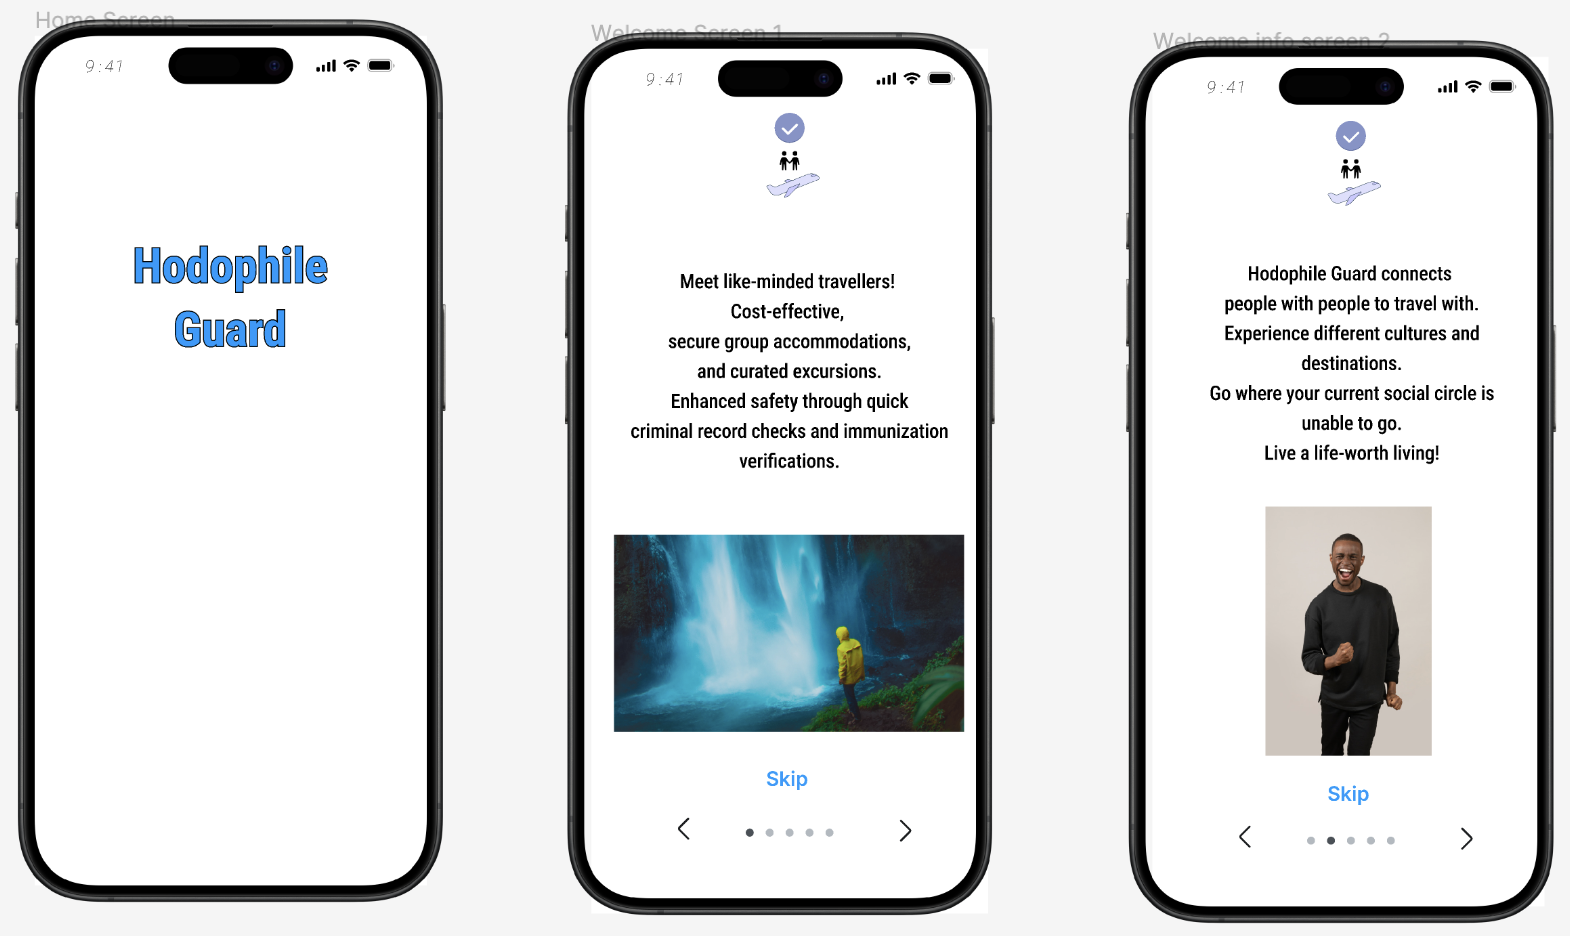 Home Screen
9:41
Hodophile
Guard
Welcome Screen 1
9:41
Meet like-minded travellers!
Cost-effective,
secure group accommodations,
and curated excursions.
Enhanced safety through quick
criminal record checks and immunization
verifications.
Skip
Welcome info screen 2
9:41
Hodophile Guard connects
people with people to travel with.
Experience different cultures and
destinations.
Go where your current social circle is
unable to go.
Live a life-worth living!
Skip